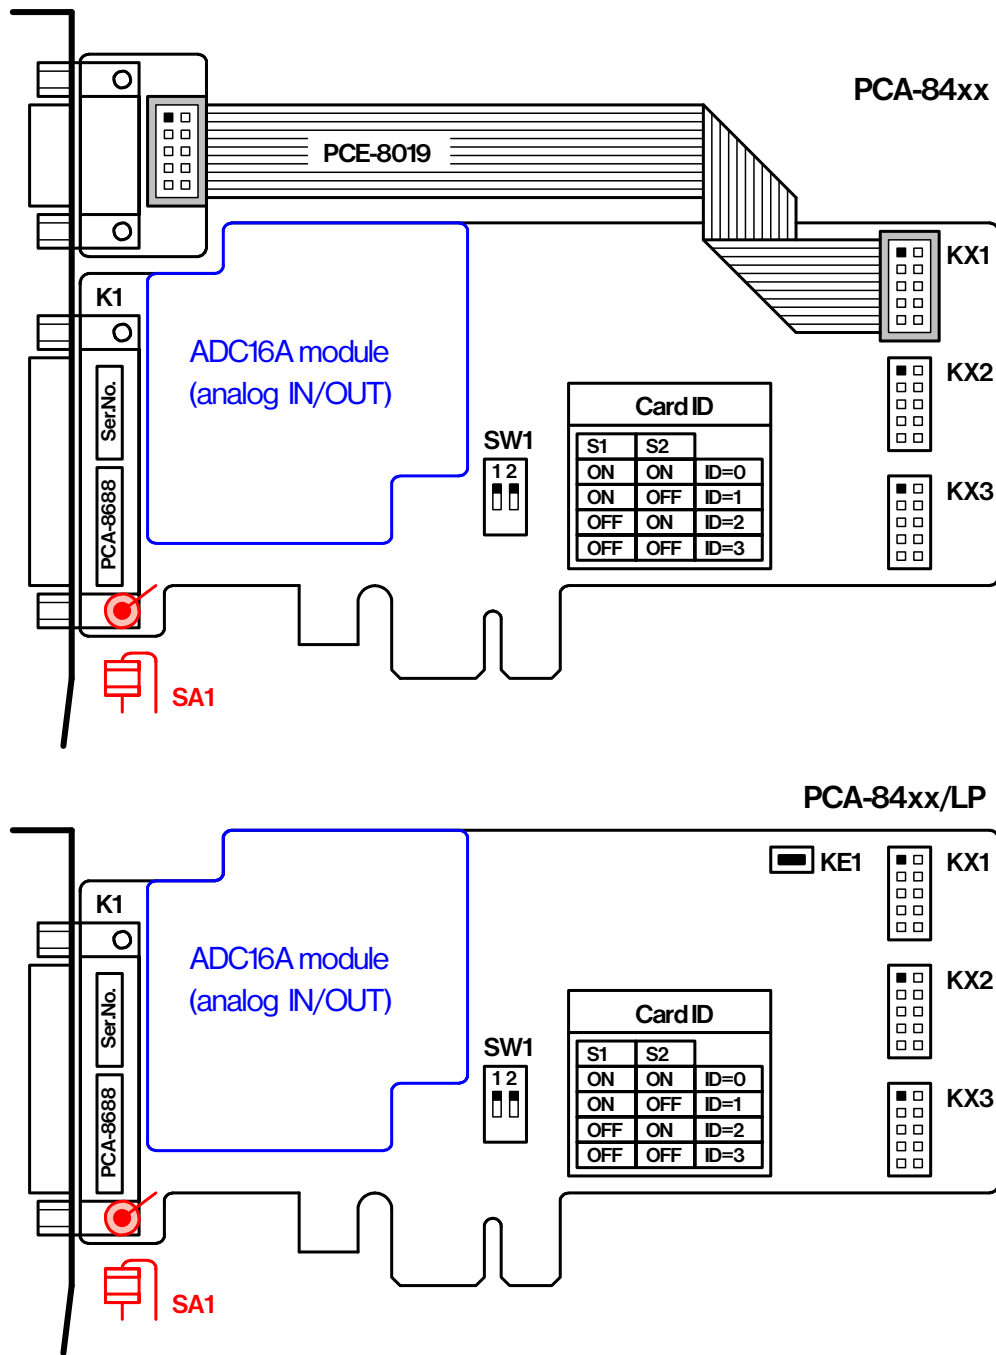 PCA-84xx
PCE-8019
KX1
K1
ADC16A module
(analog IN/OUT)
KX2
Ser.No.
Card ID
SW1
S1 S2
1 2
ON ON ID=0
KX3
ON OFF ID=1
PCA-8688
OFF ON ID=2
OFF OFF ID=3
SA1
PCA-84xx/LP
KE1
KX1
K1
ADC16A module
(analog IN/OUT)
KX2
Ser.No.
Card ID
SW1
S1 S2
1 2
ON ON ID=0
KX3
ON OFF ID=1
PCA-8688
OFF ON ID=2
OFF OFF ID=3
SA1